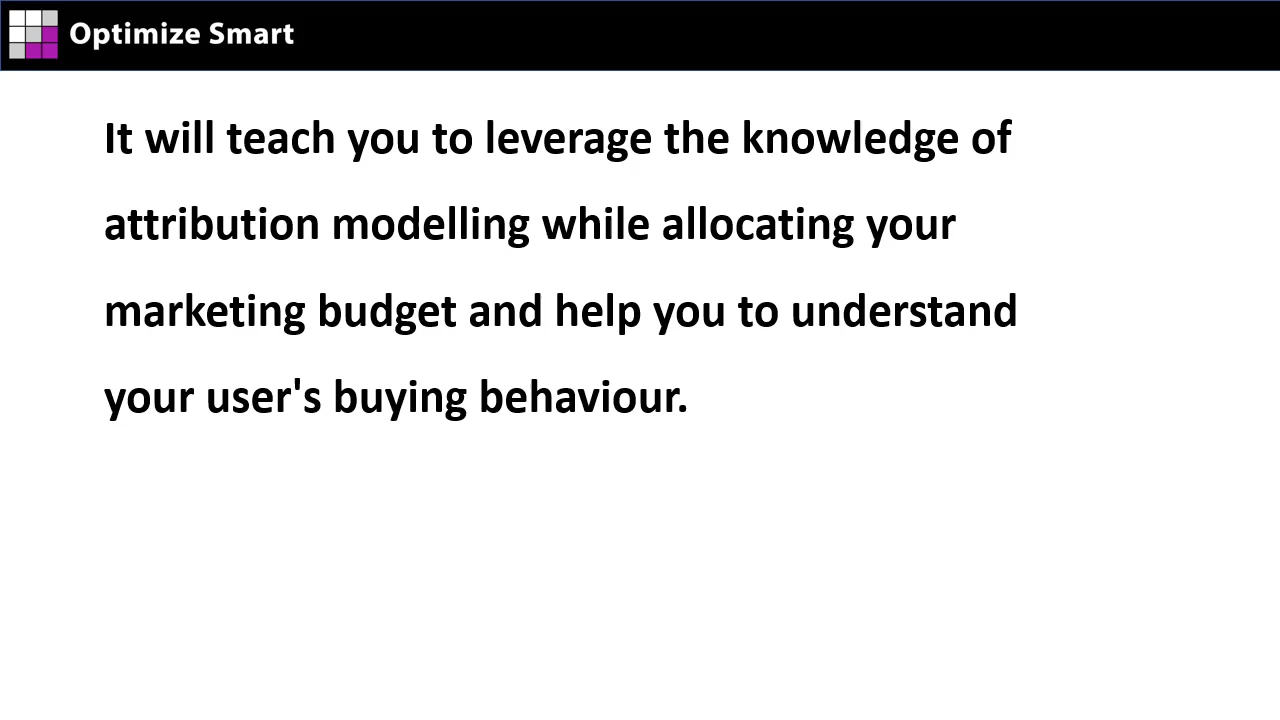 Optimize Smart
It will teach you to leverage the knowledge of
attribution modelling while allocating your
marketing budget and help you to understand
your user's buying behaviour.